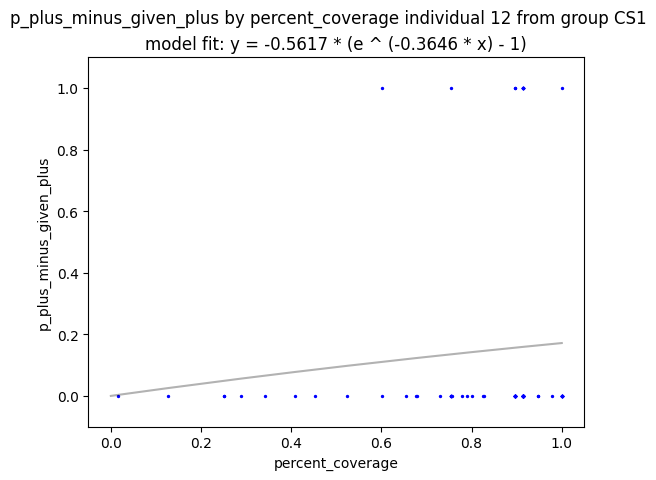 p_plus_minus_given_plus by percent_coverage individual 12 from group CS1
model fit: y = -0.5617 * (e ^ (-0.3646 * x) - 1)
1.0
0.8
0.6
0.4
0.2
0.0
p_plus_minus_given_plus
0.0 0.2 0.4 0.6 0.8 1.0
percent_coverage